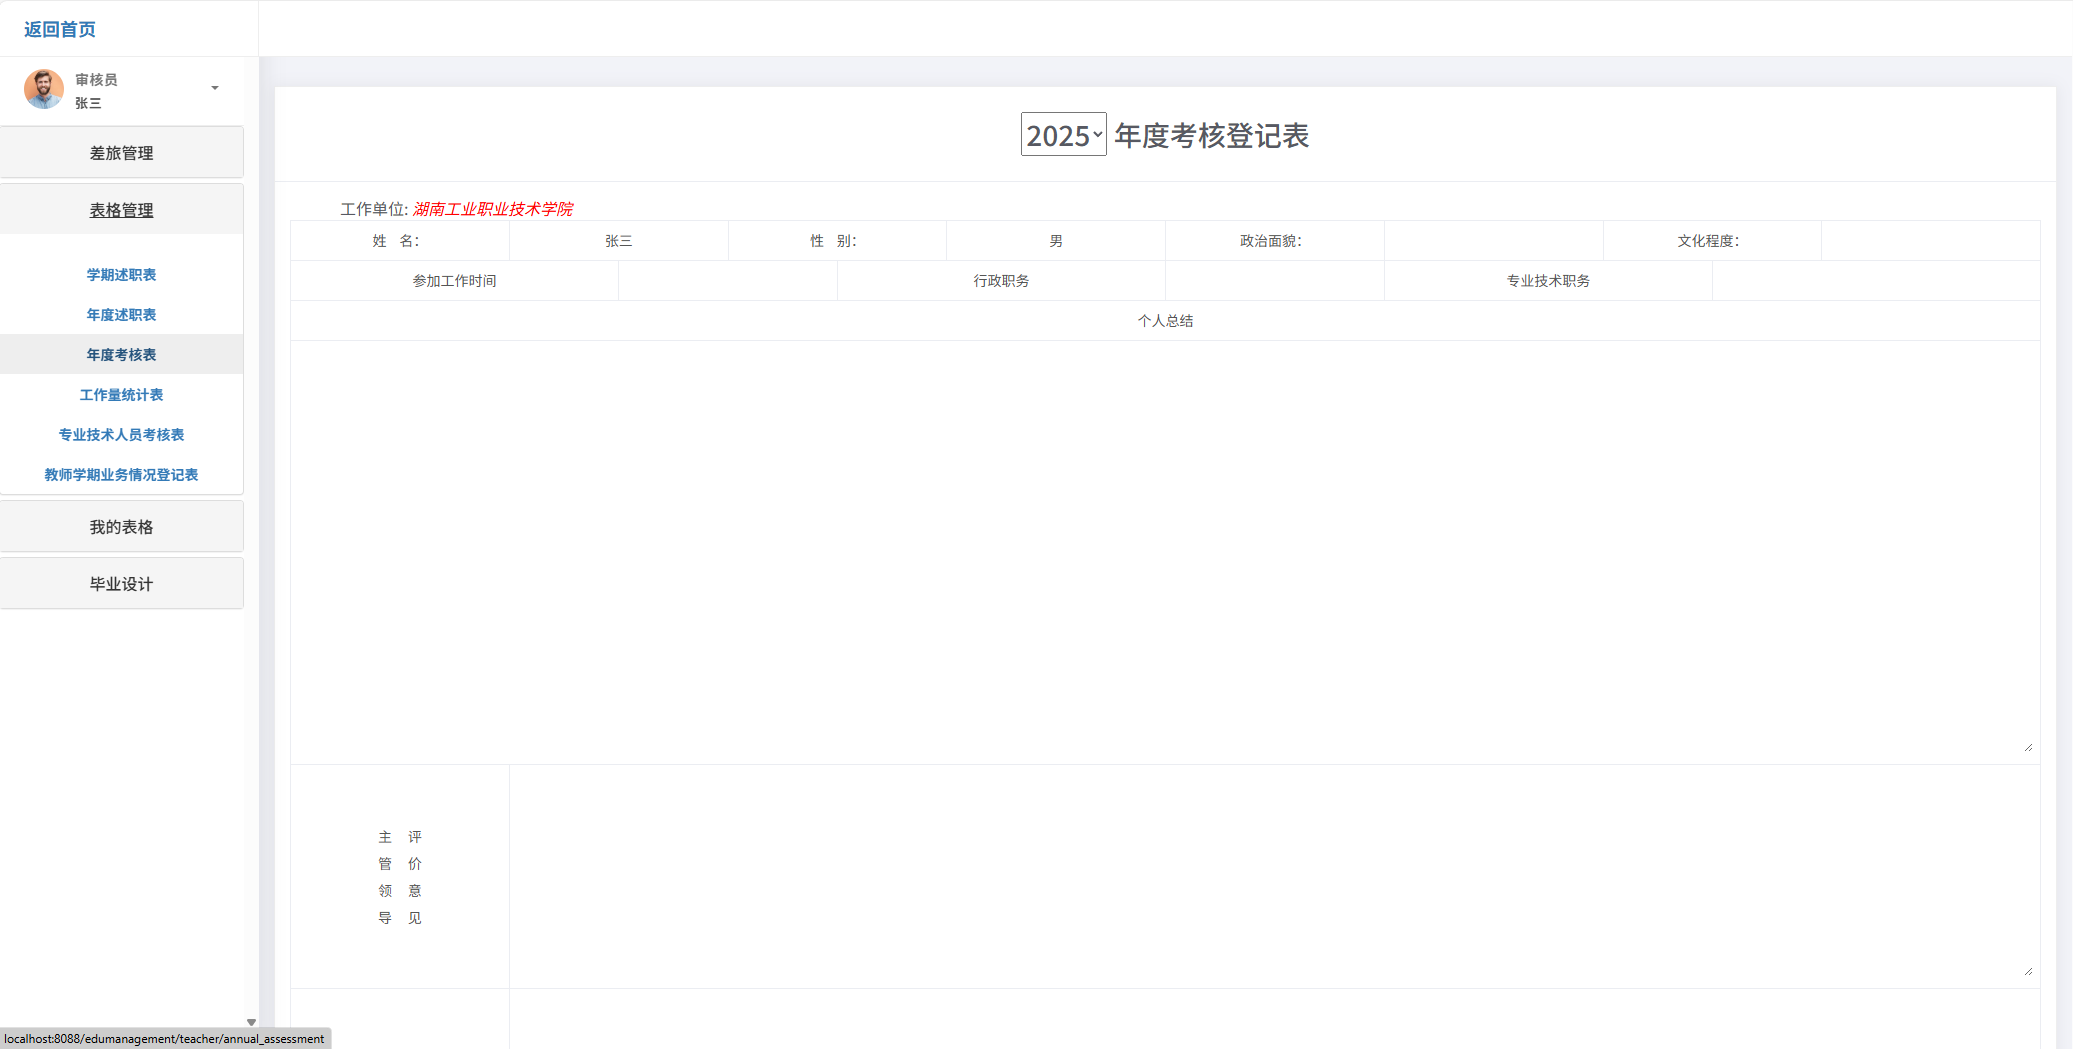 返回首页
审核员
张三
差旅管理
表格管理
学期述职表
年度述职表
年度考核表
工作量统计表
专业技术人员考核表
教师学期业务情况登记表
我的表格
毕业设计
2025 年度考核登记表
工作单位: 湖南工业职业技术学院
姓 名： 张三 性 别： 男 政治面貌： 文化程度：
参加工作时间 行政职务 专业技术职务
个人总结
主 评
管 价
领 意
导 见
localhost:8088/edumanagement/teacher/annual_assessment